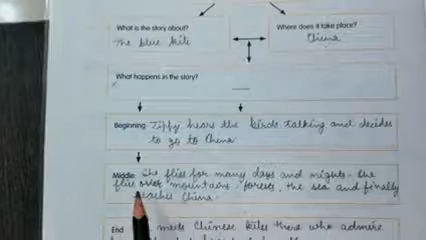 What is the story about?
The blue kite
Where does it take place?
China
What happens in the story?
Beginning Zippy hears the birds talking and decides
to go to China
Middle She flies for many days and nights. She
flies over mountains, forests, the sea and finally
reaches China.
End meets Chinese kites there who admire